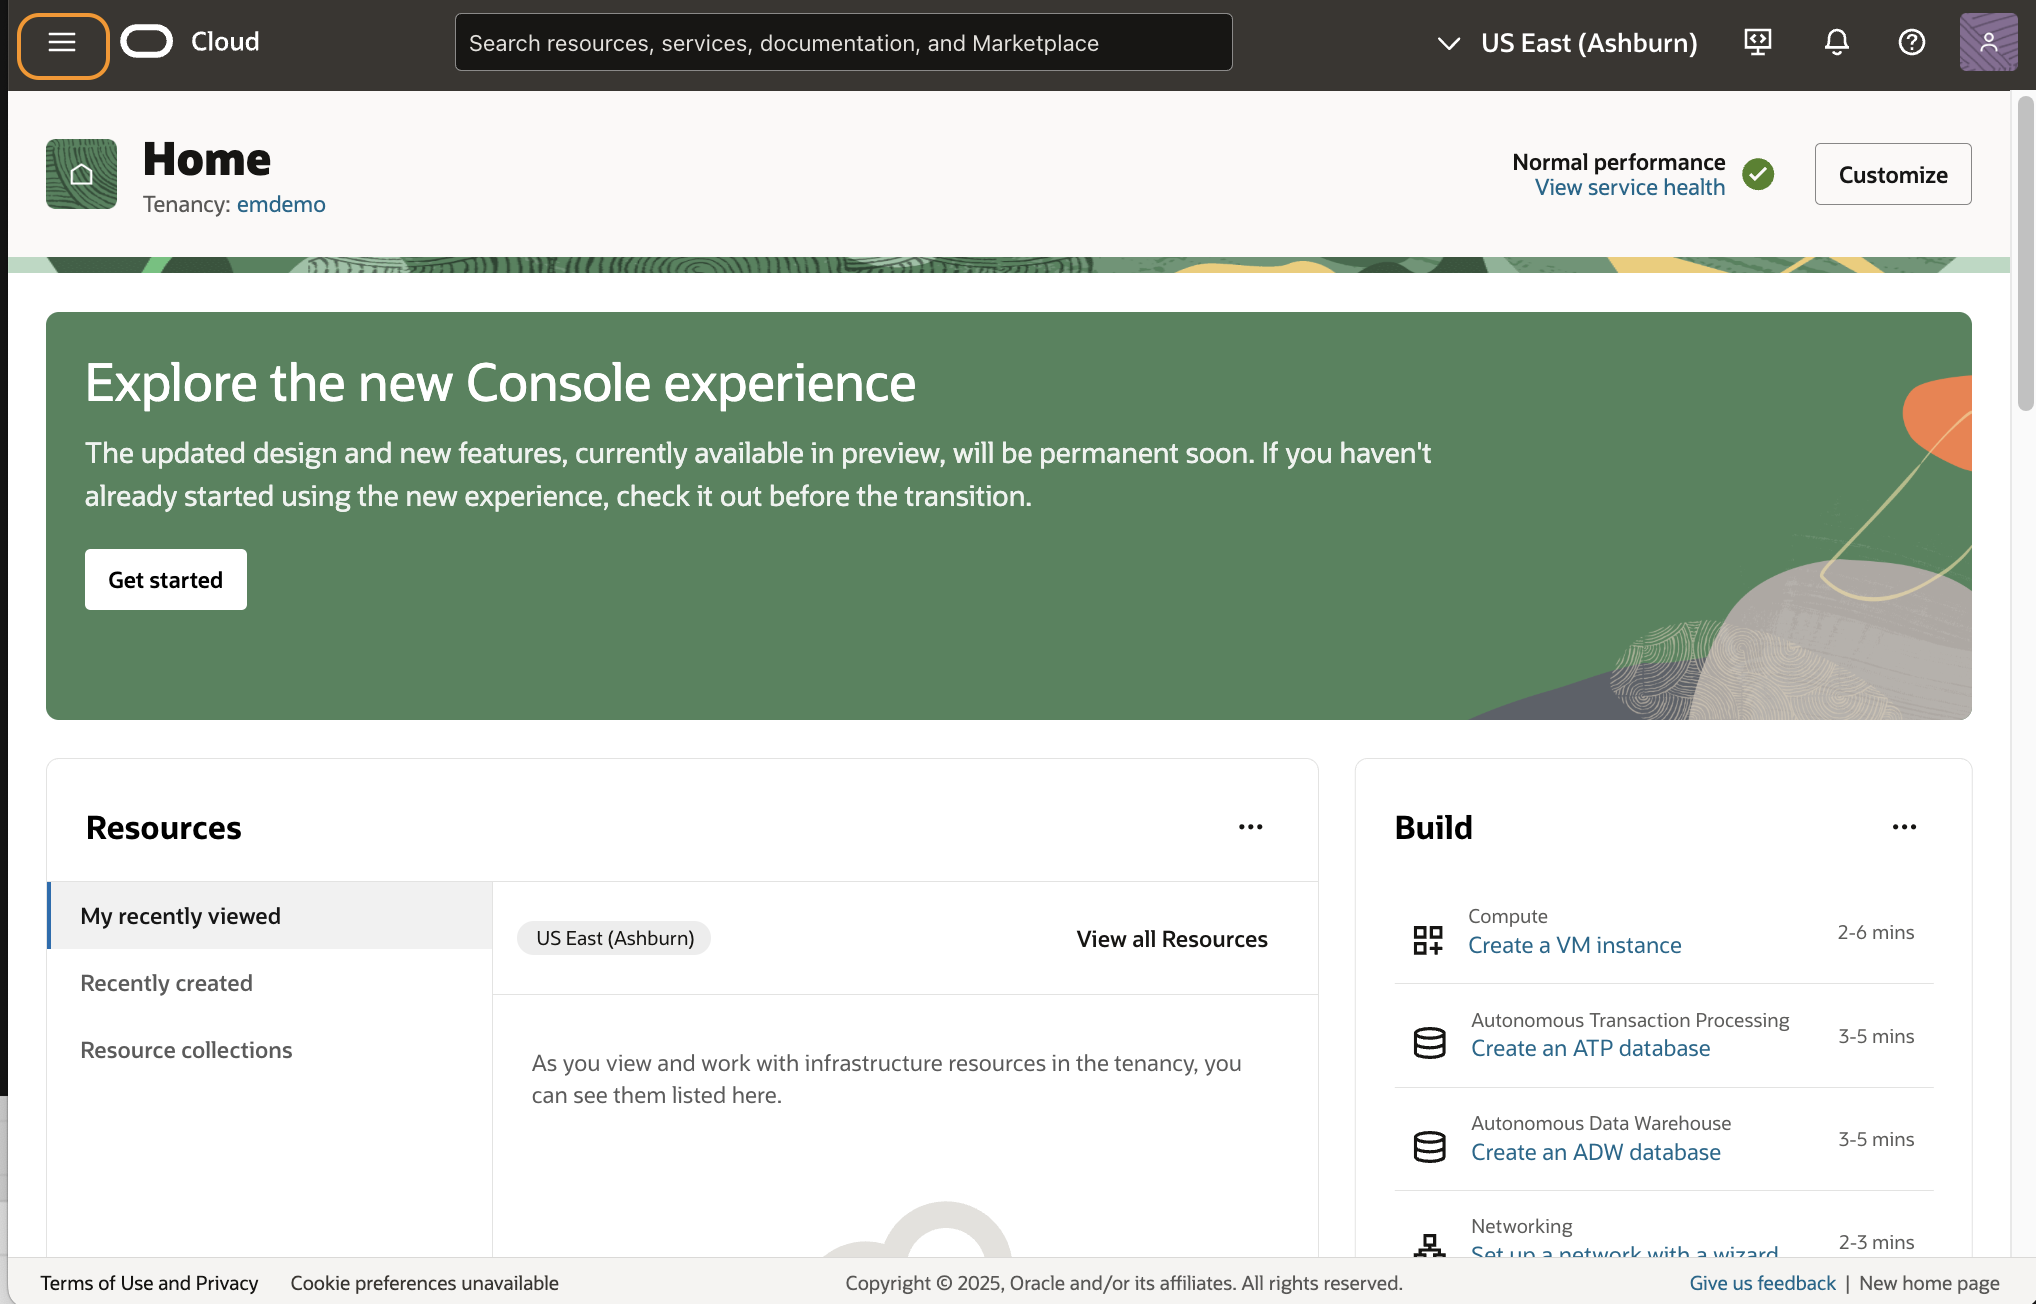 Cloud
Search resources, services, documentation, and Marketplace
US East (Ashburn)
Home
Tenancy: emdemo
Normal performance
View service health
Customize
Explore the new Console experience
The updated design and new features, currently available in preview, will be permanent soon. If you haven't
already started using the new experience, check it out before the transition.
Get started
Resources
My recently viewed
Recently created
Resource collections
US East (Ashburn)
View all Resources
As you view and work with infrastructure resources in the tenancy, you
can see them listed here.
Build
Compute
Create a VM instance
2-6 mins
Autonomous Transaction Processing
Create an ATP database
3-5 mins
Autonomous Data Warehouse
Create an ADW database
3-5 mins
Networking
Set up a network with a wizard
2-3 mins
Terms of Use and Privacy
Cookie preferences unavailable
Copyright © 2025, Oracle and/or its affiliates. All rights reserved.
Give us feedback | New home page